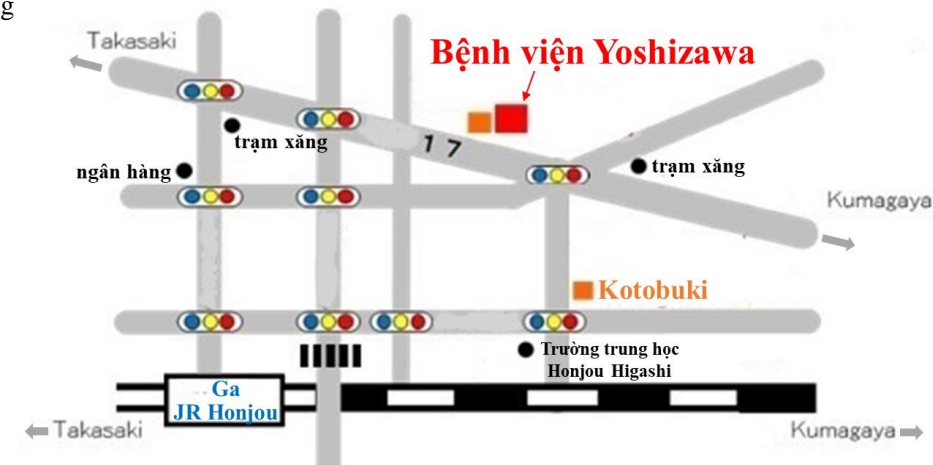 g
Takasaki
Bệnh viện Yoshizawa
trạm xăng
17
ngân hàng
trạm xăng
Kumagaya
Kotobuki
Trường trung học
Honjou Higashi
Ga
JR Honjou
Takasaki
Kumagaya